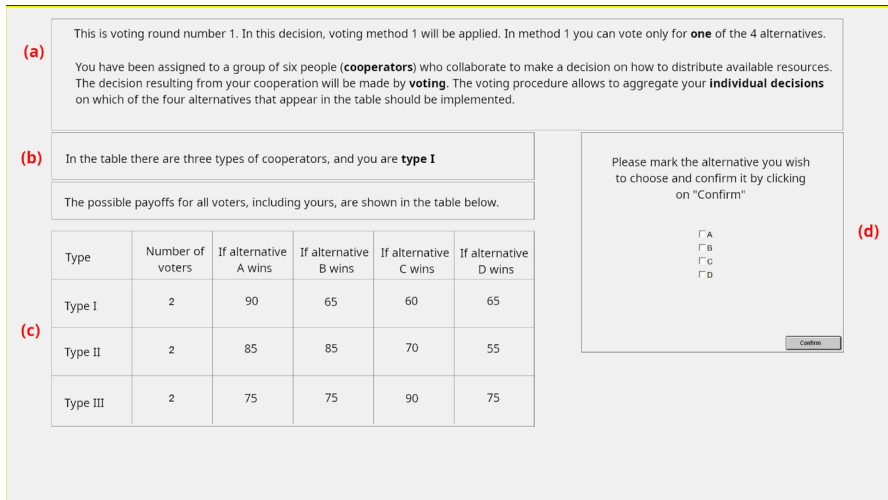 (a)
This is voting round number 1. In this decision, voting method 1 will be applied. In method 1 you can vote only for one of the 4 alternatives.
You have been assigned to a group of six people (cooperators) who collaborate to make a decision on how to distribute available resources.
The decision resulting from your cooperation will be made by voting. The voting procedure allows to aggregate your individual decisions
on which of the four alternatives that appear in the table should be implemented.
(b)
In the table there are three types of cooperators, and you are type I
The possible payoffs for all voters, including yours, are shown in the table below.
(c)
Type Number of voters If alternative A wins If alternative B wins If alternative C wins If alternative D wins
Type I 2 90 65 60 65
Type II 2 85 85 70 55
Type III 2 75 75 90 75
(d)
Please mark the alternative you wish
to choose and confirm it by clicking
on "Confirm"
A
B
C
D
Confirm